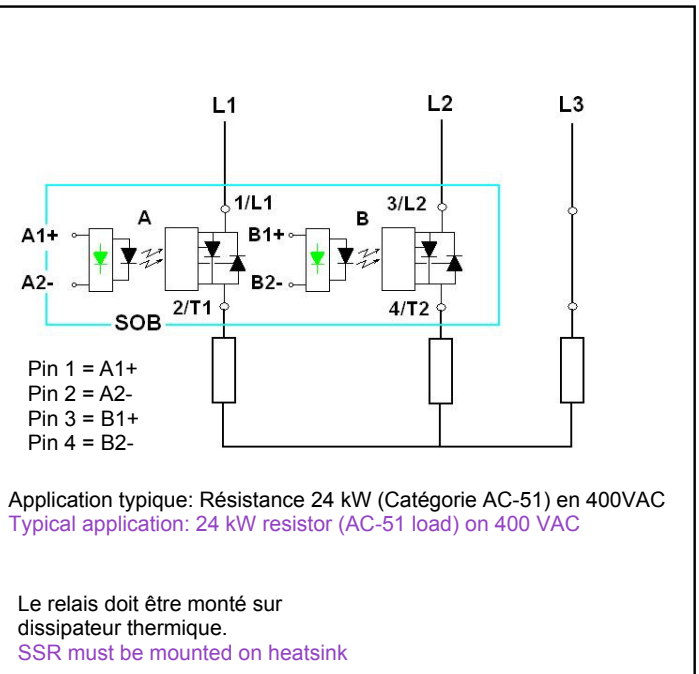 L1 L2 L3
1/L1 3/L2
A B
A1+ B1+
A2- B2-
2/T1 4/T2
SOB
Pin 1 = A1+
Pin 2 = A2-
Pin 3 = B1+
Pin 4 = B2-
Application typique: Résistance 24 kW (Catégorie AC-51) en 400VAC
Typical application: 24 kW resistor (AC-51 load) on 400 VAC
Le relais doit être monté sur
dissipateur thermique.
SSR must be mounted on heatsink